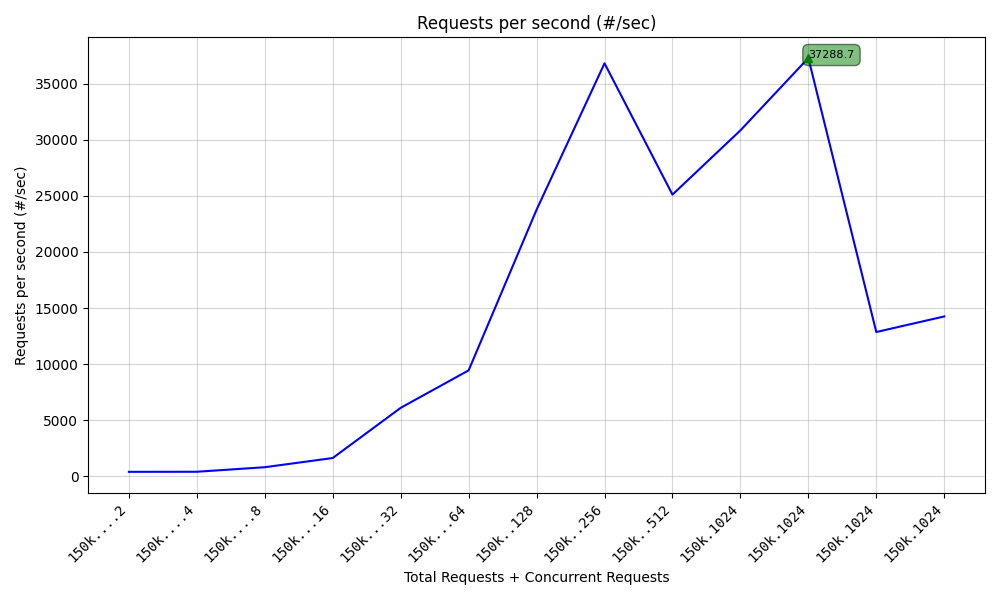 Requests per second (#/sec)
37288.7
35000
30000
25000
20000
15000
10000
5000
0
Requests per second (#/sec)
150k....2
150k....4
150k....8
150k...16
150k...32
150k...64
150k..128
150k..256
150k..512
150k.1024
150k.1024
150k.1024
150k.1024
Total Requests + Concurrent Requests